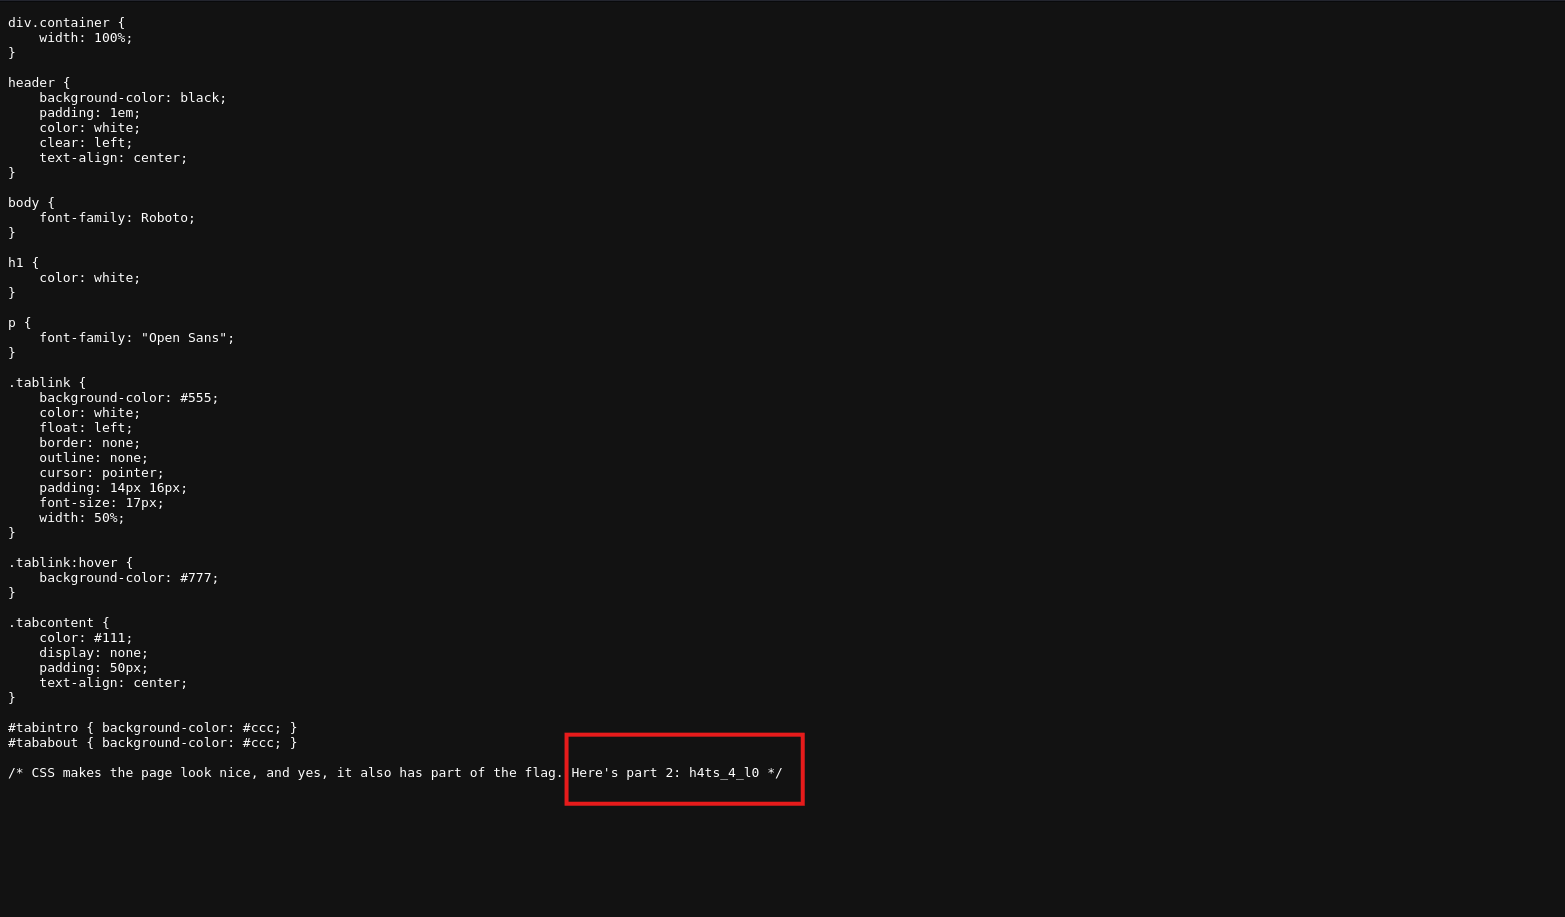 div.container {
    width: 100%;
}
header {
    background-color: black;
    padding: 1em;
    color: white;
    clear: left;
    text-align: center;
}
body {
    font-family: Roboto;
}
h1 {
    color: white;
}
p {
    font-family: "Open Sans";
}
.tablink {
    background-color: #555;
    color: white;
    float: left;
    border: none;
    outline: none;
    cursor: pointer;
    padding: 14px 16px;
    font-size: 17px;
    width: 50%;
}
.tablink:hover {
    background-color: #777;
}
.tabcontent {
    color: #111;
    display: none;
    padding: 50px;
    text-align: center;
}
#tabintro { background-color: #ccc; }
#tababout { background-color: #ccc; }
/* CSS makes the page look nice, and yes, it also has part of the flag. Here's part 2: h4ts_4_l0 */